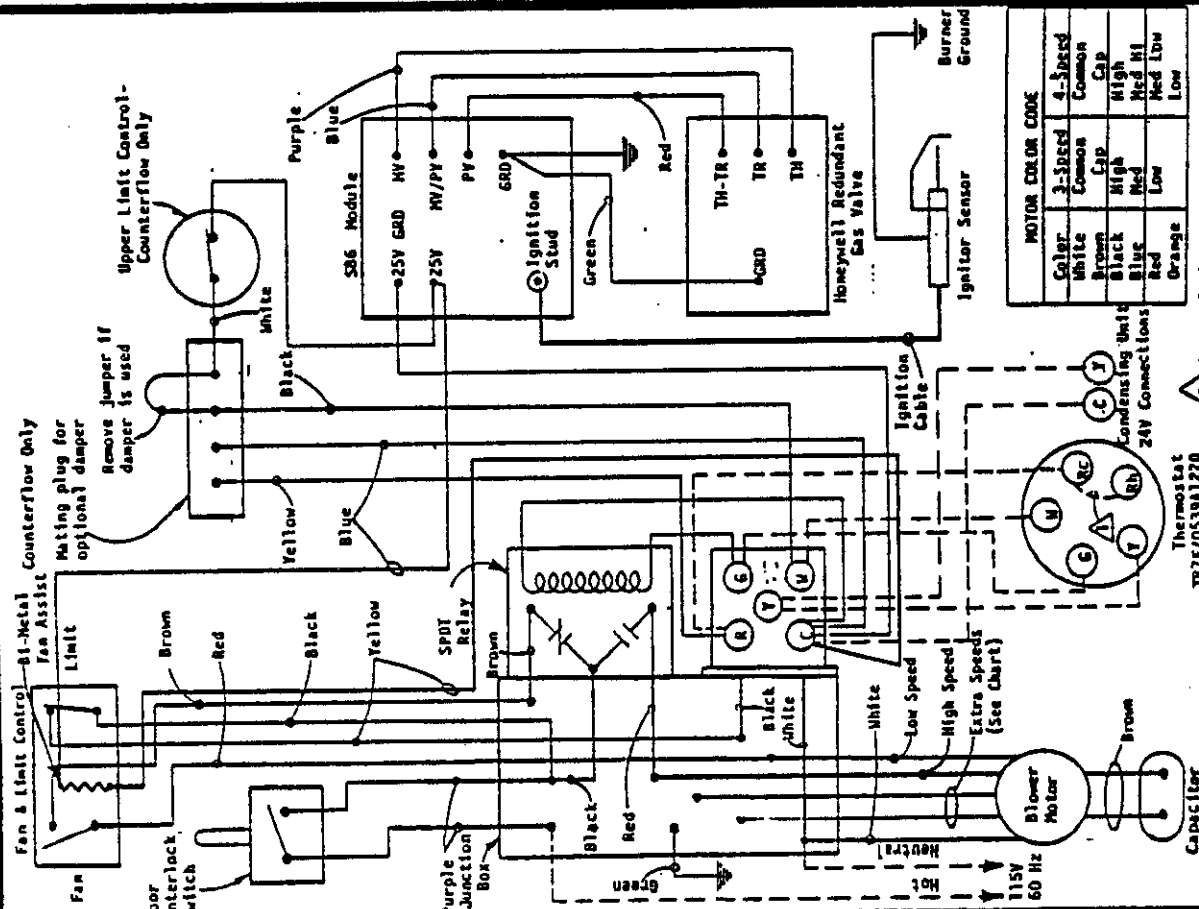 Fan & Limit Control
Bi-Metal
Fan Assist
Limit
Fan
Counterflow Only
Mating plug for
optional damper
Remove jumper if
damper is used
Upper Limit Control-
Counterflow Only
White
Black
Yellow
Blue
Brown
Red
Black
Yellow
SPDT
Relay
Brown
Interlock
Purple
Junction
Box
Black
Red
Green
Black
White
White
Low Speed
High Speed
Extra Speeds
(See Chart)
Neutral
Hot
115V
60 Hz
Blower
Motor
Brown
Capacitor
R
G
Y
W
Purple
Blue
S86 Module
25V GRD
25V
MV
MV/PV
PV
GRD
Ignition
Stud
Red
Green
TH-TR
TR
TH
GRD
Honeywell Redundant
Gas Valve
Burner
Ground
Ignitor Sensor
Ignition
Cable
Condensing Unit
24V Connections
C
Y
G
W
Rc
Rh
Y
Thermostat
MOTOR COLOR CODE
Color 3-Speed 4-Speed
White Common Common
Brown Cap Cap
Black High High
Blue Med Med Hi
Red Low Med Low
Orange Low